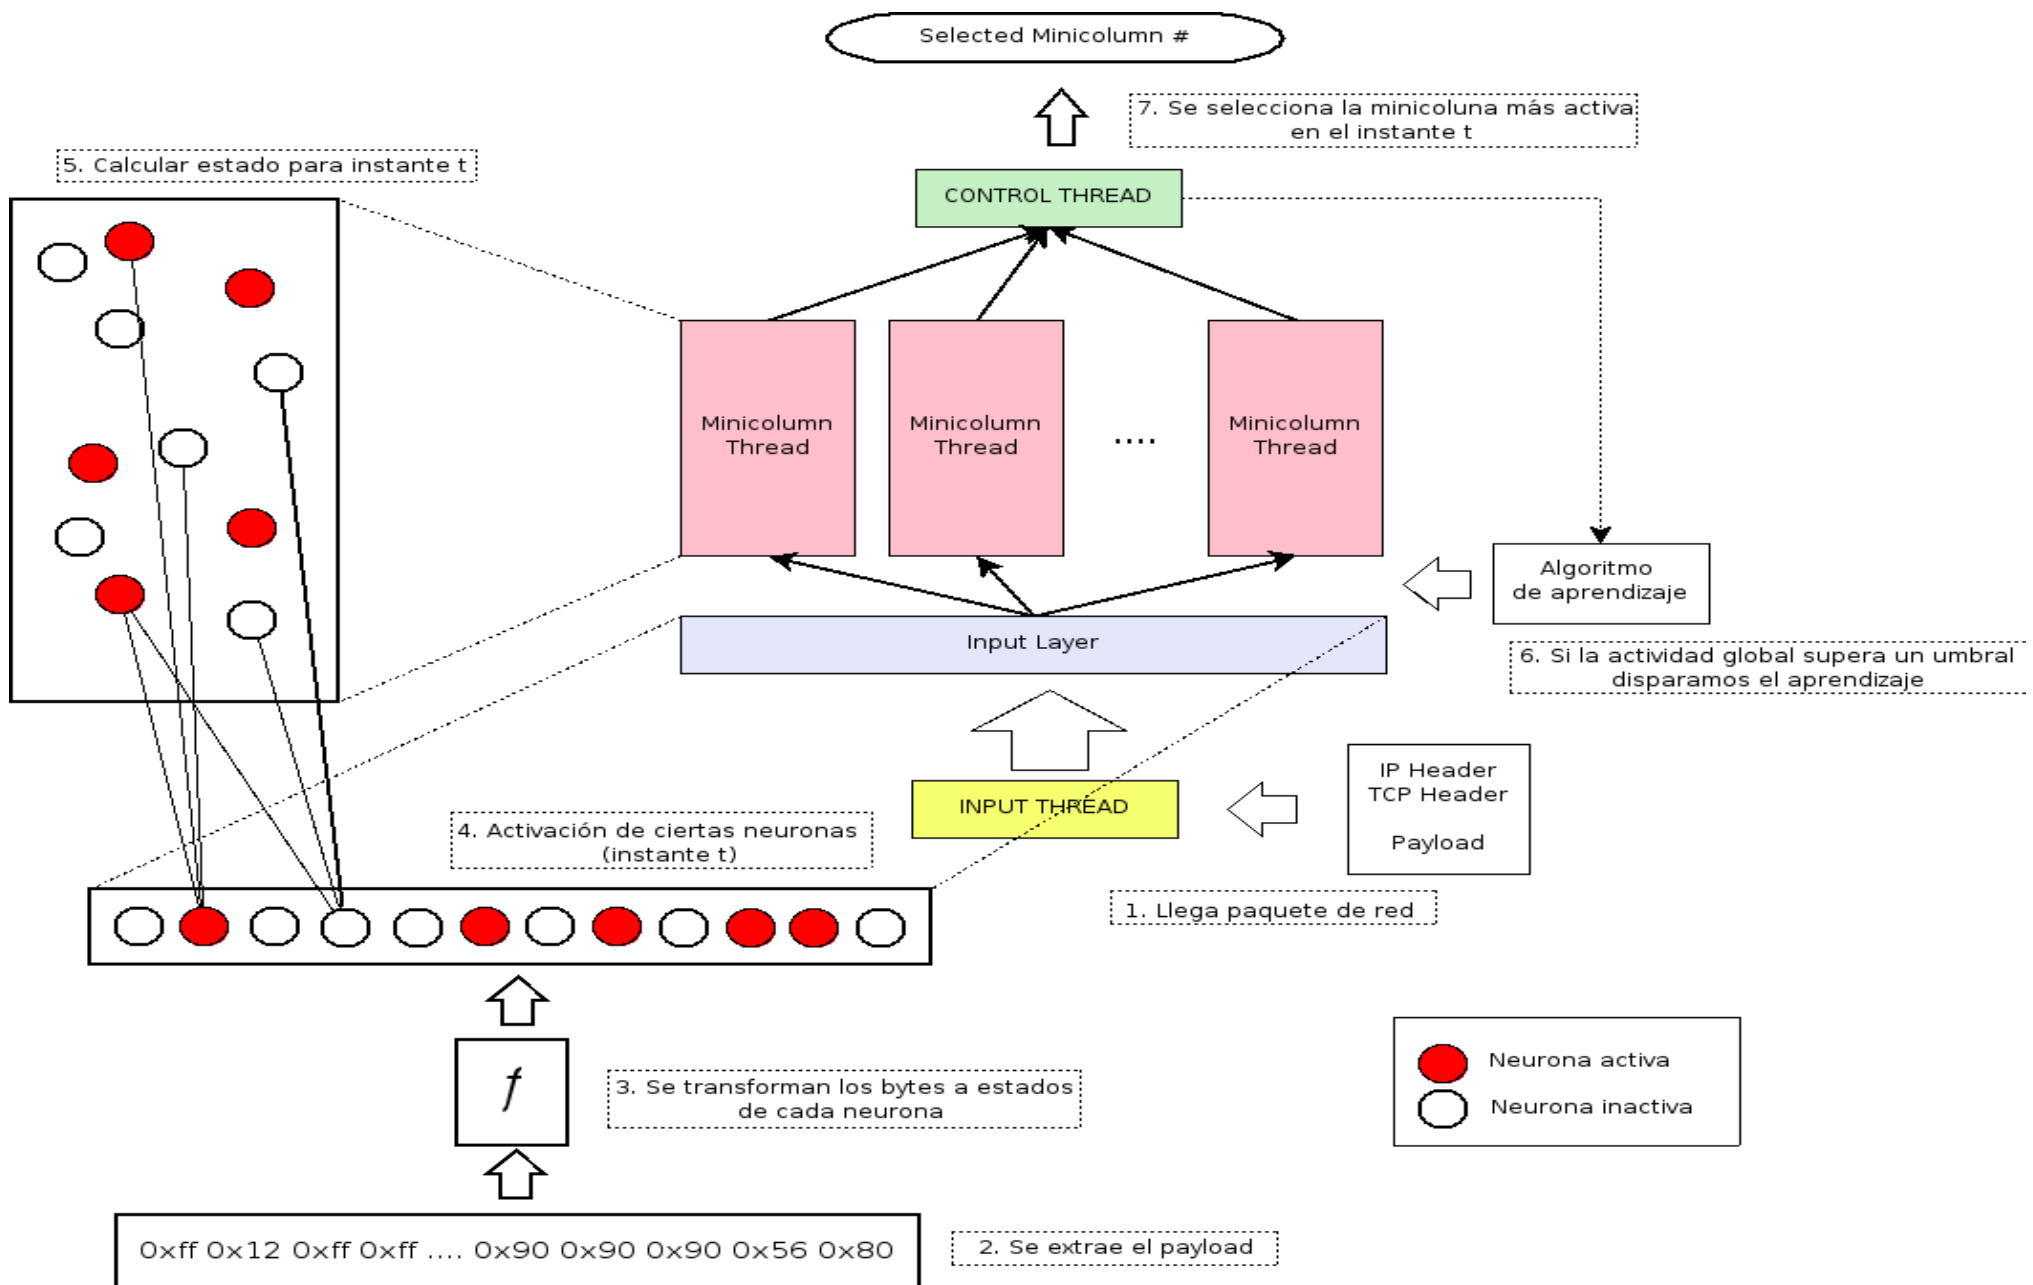 Selected Minicolumn #
7. Se selecciona la minicoluna más activa
en el instante t
5. Calcular estado para instante t
CONTROL THREAD
Minicolumn
Thread
Minicolumn
Thread
....
Minicolumn
Thread
Algoritmo
de aprendizaje
Input Layer
6. Si la actividad global supera un umbral
disparamos el aprendizaje
IP Header
TCP Header
Payload
INPUT THREAD
4. Activación de ciertas neuronas
(instante t)
1. Llega paquete de red
f
3. Se transforman los bytes a estados
de cada neurona
Neurona activa
Neurona inactiva
0xff 0x12 0xff 0xff .... 0x90 0x90 0x90 0x56 0x80
2. Se extrae el payload